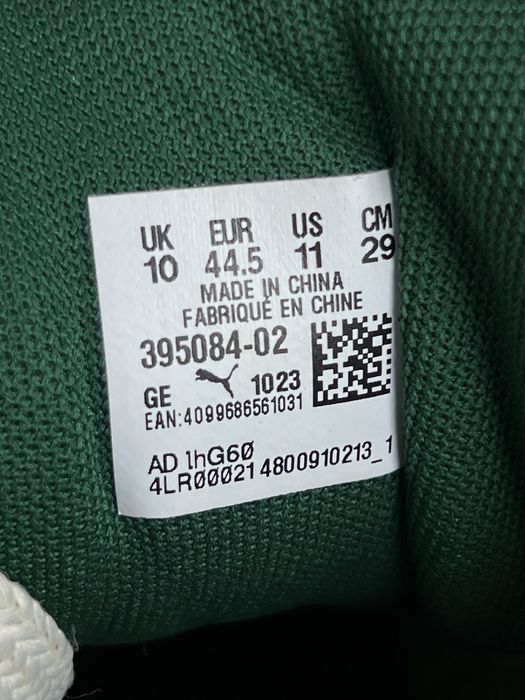 UK EUR US CM
10 44.5 11 29
MADE IN CHINA
FABRIQUÉ EN CHINE
395084-02
GE 1023
EAN:4099686561031
AD 1hG60
4LR00021 4800910213_1